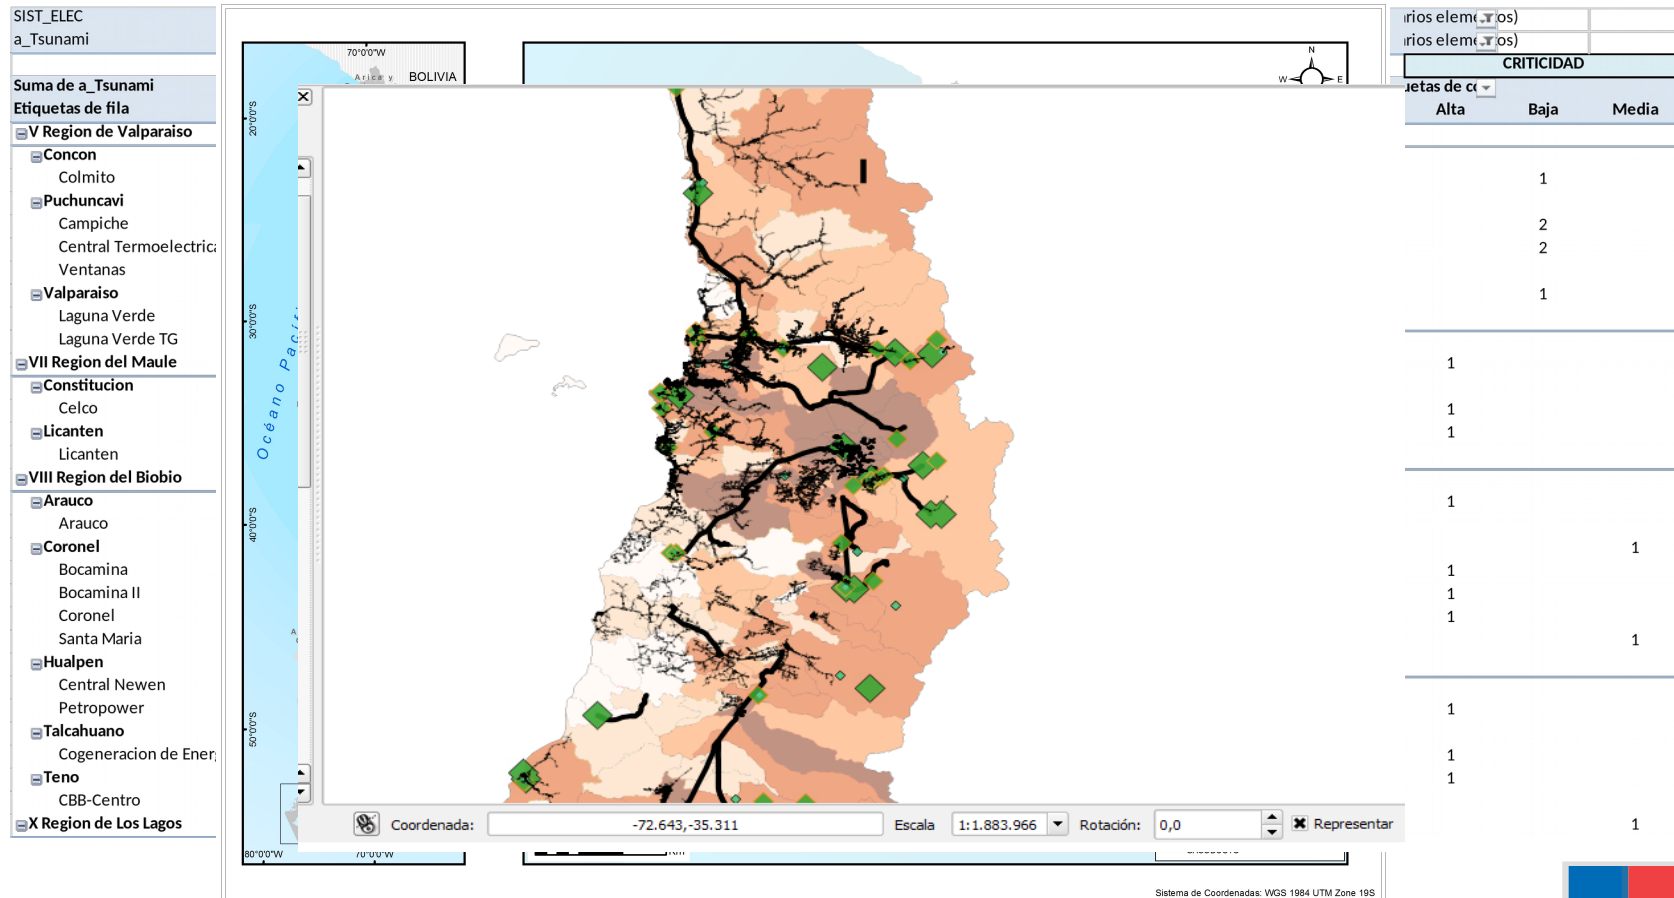 SIST_ELEC
a_Tsunami
Suma de a_Tsunami
Etiquetas de fila
V Region de Valparaiso
Concon
Colmito
Puchuncavi
Campiche
Central Termoelectrica
Ventanas
Valparaiso
Laguna Verde
Laguna Verde TG
VII Region del Maule
Constitucion
Celco
Licanten
Licanten
VIII Region del Biobio
Arauco
Arauco
Coronel
Bocamina
Bocamina II
Coronel
Santa Maria
Hualpen
Central Newen
Petropower
Talcahuano
Cogeneracion de Ener
Teno
CBB-Centro
X Region de Los Lagos
70°0'0"W
Arica y
BOLIVIA
20°0'0"S
30°0'0"S
40°0'0"S
50°0'0"S
Océano Pacífi
80°0'0"W
70°0'0"W
N
W
E
Coordenada:
-72.643,-35.311
Escala
1:1.883.966
Rotación:
0,0
Representar
Km
Sistema de Coordenadas: WGS 1984 UTM Zone 19S
CRITICIDAD
Alta
Baja
Media
1
2
2
1
1
1
1
1
1
1
1
1
1
1
1
1
1